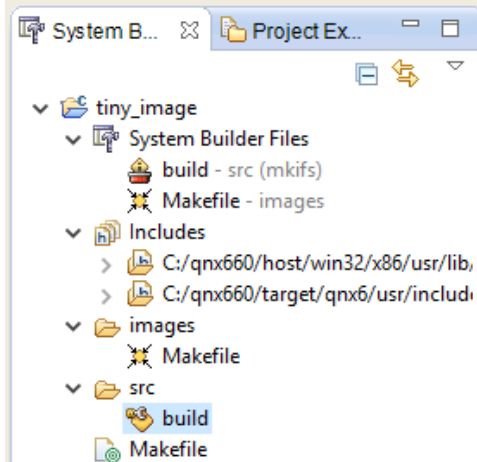 System B... Project Ex...
tiny_image
System Builder Files
build - src (mkifs)
Makefile - images
Includes
C:/qnx660/host/win32/x86/usr/lib/
C:/qnx660/target/qnx6/usr/include
images
Makefile
src
build
Makefile